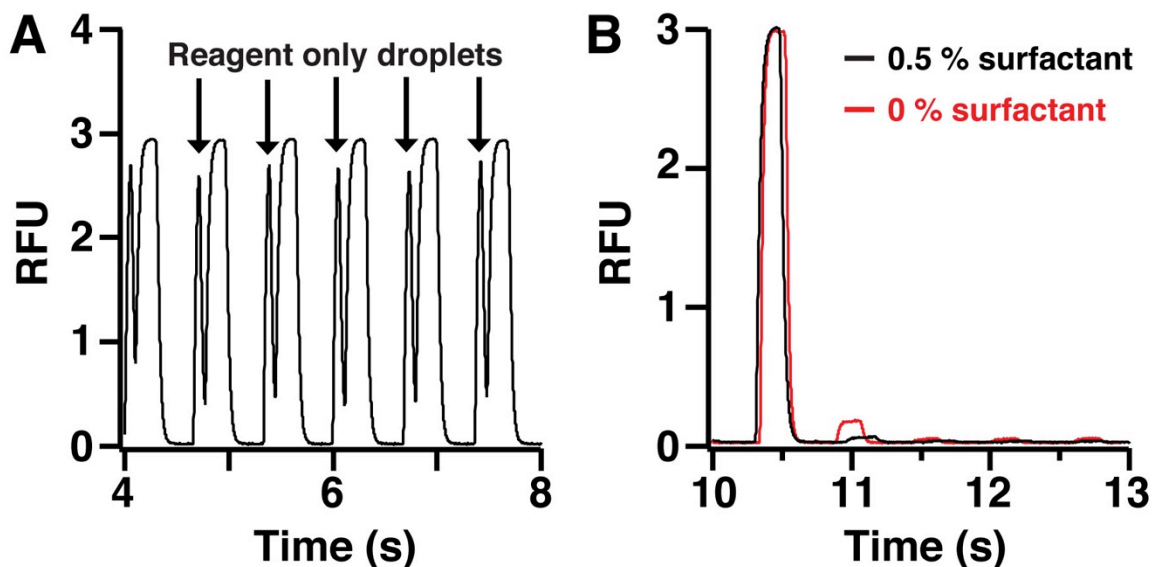 A
Reagent only droplets
RFU
4
3
2
1
0
4 6 8
Time (s)
B
0.5 % surfactant
0 % surfactant
RFU
3
2
1
0
10 11 12 13
Time (s)